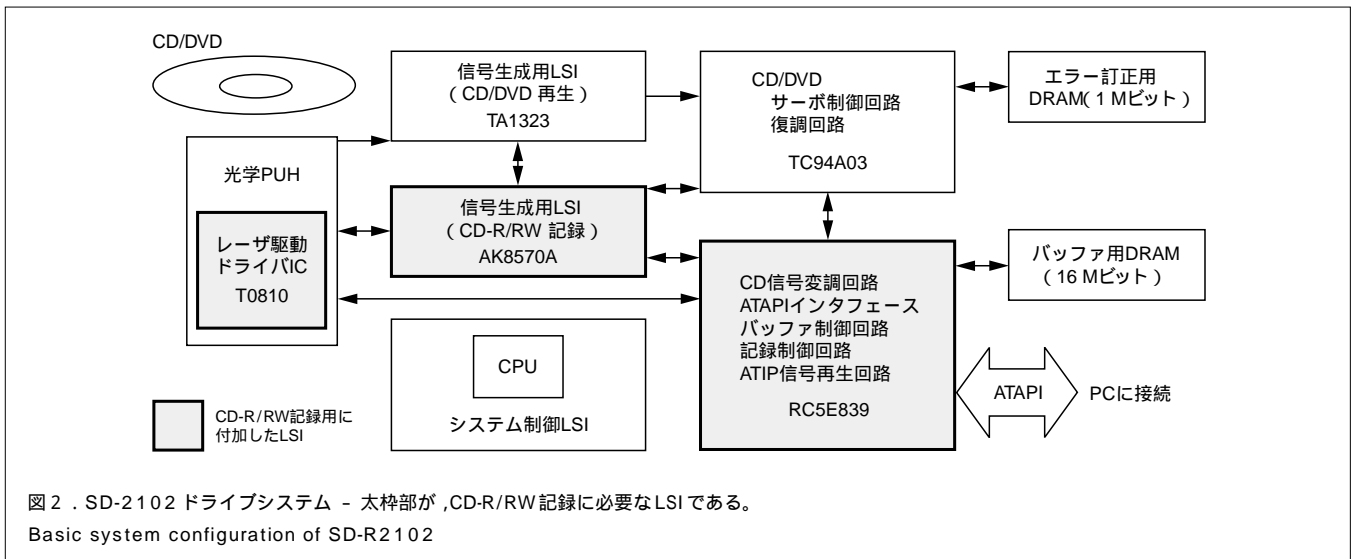 CD/DVD
信号生成用LSI
（CD/DVD 再生）
TA1323
CD/DVD
サーボ制御回路
復調回路
TC94A03
エラー訂正用
DRAM（1 Mビット）
光学PUH
レーザ駆動
ドライバIC
T0810
信号生成用LSI
（CD-R/RW 記録）
AK8570A
CD信号変調回路
ATAPIインタフェース
バッファ制御回路
記録制御回路
ATIP信号再生回路
RC5E839
バッファ用DRAM
（16 Mビット）
CPU
システム制御LSI
ATAPI
PCに接続
CD-R/RW記録用に
付加したLSI
図2．SD-2102 ドライブシステム － 太枠部が，CD-R/RW 記録に必要なLSI である。
Basic system configuration of SD-R2102